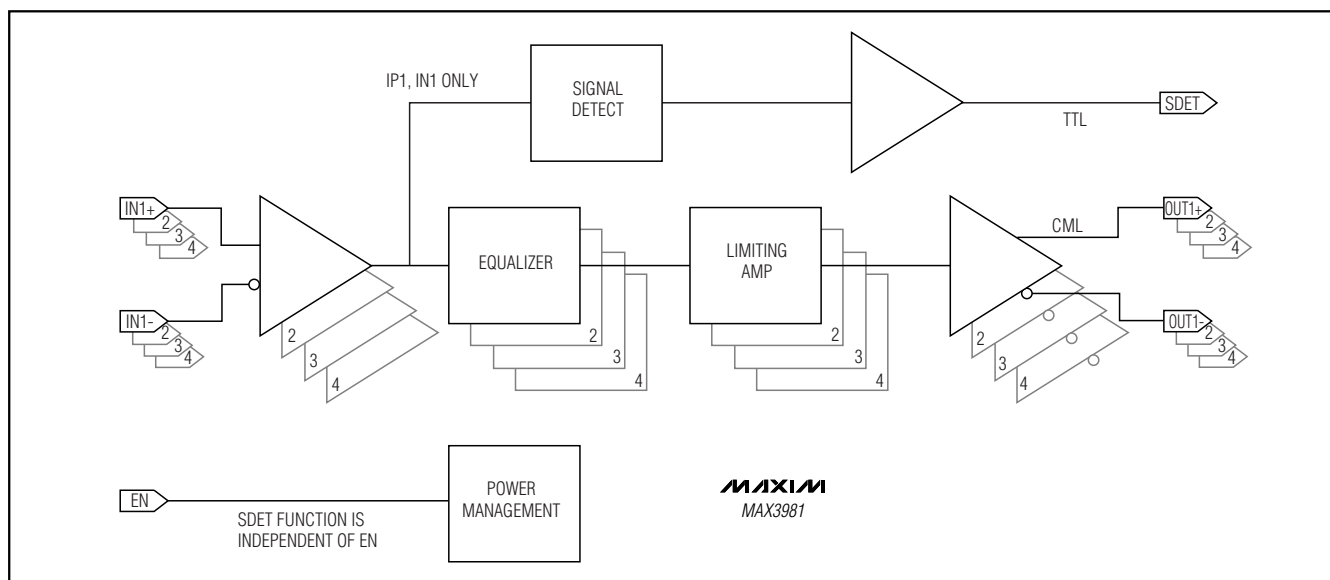 IP1, IN1 ONLY
SIGNAL
DETECT
TTL
SDET
IN1+
2
3
4
IN1-
2
3
4
2
3
4
EQUALIZER
2
3
4
LIMITING
AMP
2
3
4
CML
2
3
4
OUT1+
2
3
4
OUT1-
2
3
4
EN
SDET FUNCTION IS
INDEPENDENT OF EN
POWER
MANAGEMENT
MAXIM
MAX3981